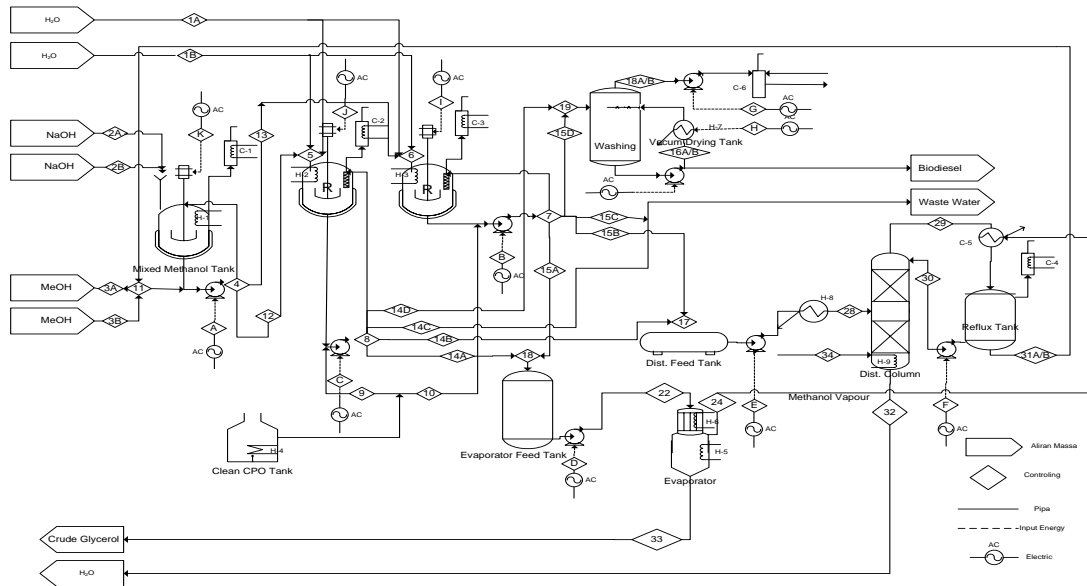 H₂O
1A
H₂O
1B
NaOH
2A
NaOH
2B
MeOH
3A
11
MeOH
3B
AC
K
13
C-1
H-1
Mixed Methanol Tank
4
12
A
AC
AC
J
C-2
5
H-2
R
AC
I
C-3
6
H-3
R
B
AC
7
15A
15B
15C
15D
14A
14B
14C
14D
8
C
AC
9
10
H-4
Clean CPO Tank
18
Evaporator Feed Tank
D
AC
22
24
H-6
H-5
Evaporator
33
17
Dist. Feed Tank
E
AC
H-8
28
34
Methanol Vapour
H-9
Dist. Column
32
29
C-5
30
C-4
Reflux Tank
31A/B
F
AC
19
Washing
18A/B
C-6
G
AC
H-7
H
AC
Vacum Drying Tank
16A/B
AC
Biodiesel
Waste Water
Crude Glycerol
H₂O
Aliran Massa
Controling
Pipa
Input Energy
AC
Electric